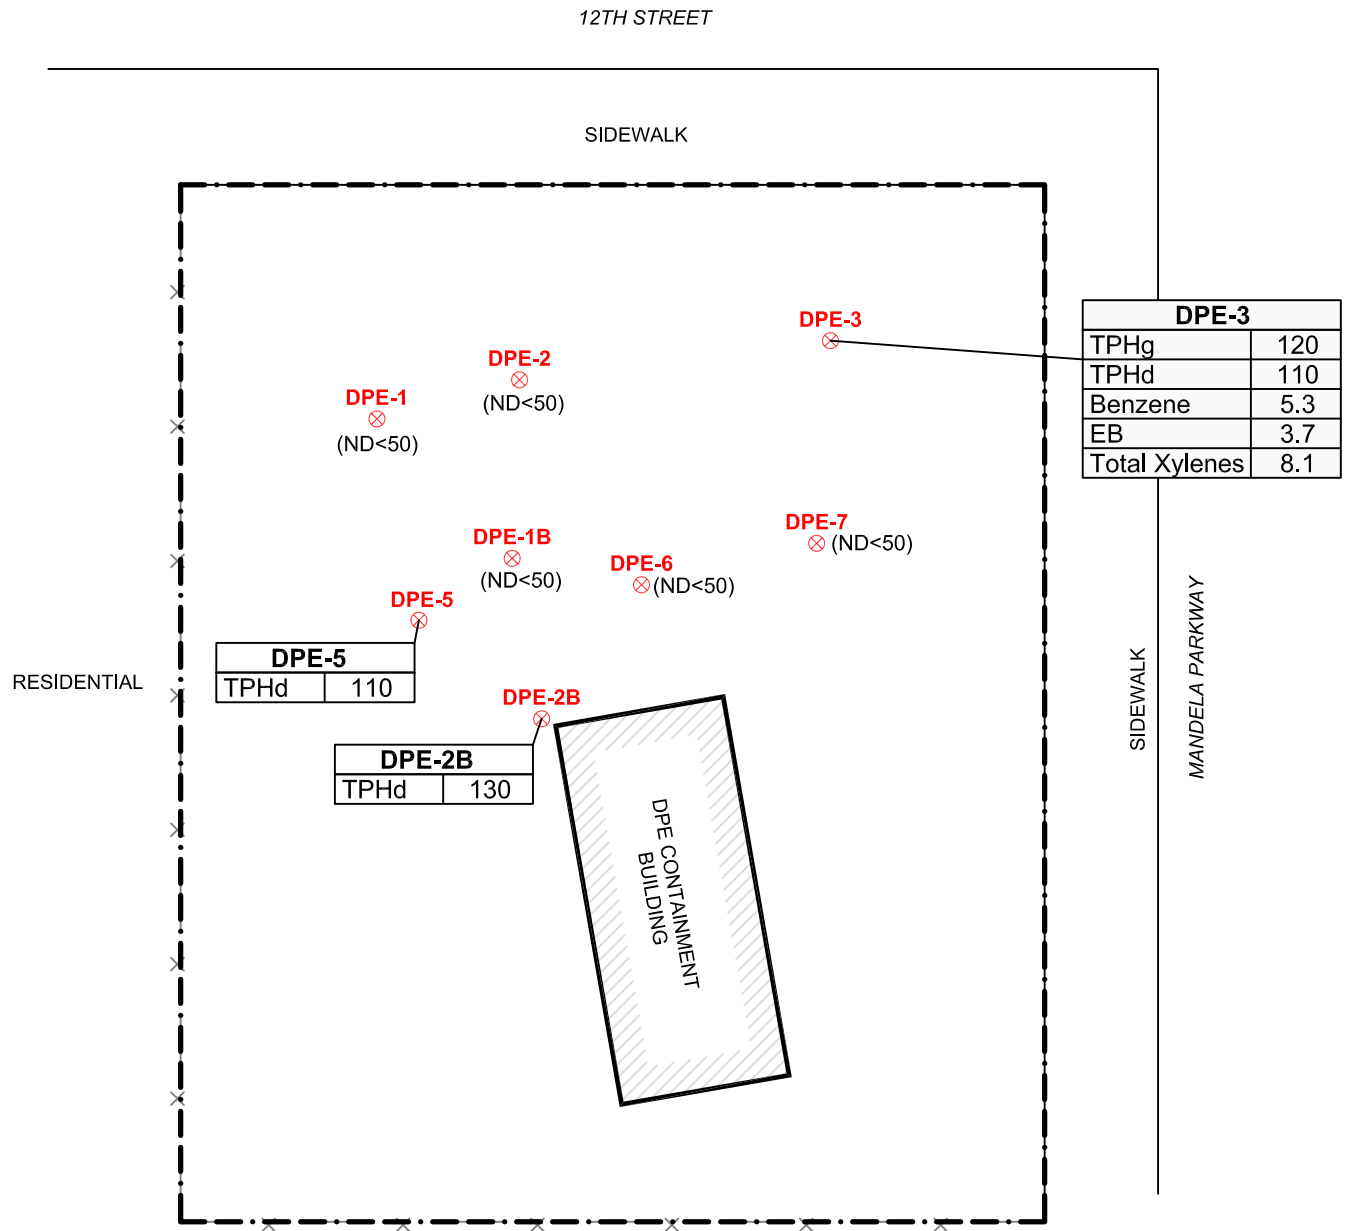 12TH STREET
SIDEWALK
DPE-3
DPE-3
TPHg 120
TPHd 110
Benzene 5.3
EB 3.7
Total Xylenes 8.1
DPE-2
(ND<50)
DPE-1
(ND<50)
DPE-7
(ND<50)
DPE-1B
(ND<50)
DPE-6
(ND<50)
DPE-5
DPE-5
TPHd 110
RESIDENTIAL
DPE-2B
DPE-2B
TPHd 130
DPE CONTAINMENT
BUILDING
SIDEWALK
MANDELA PARKWAY